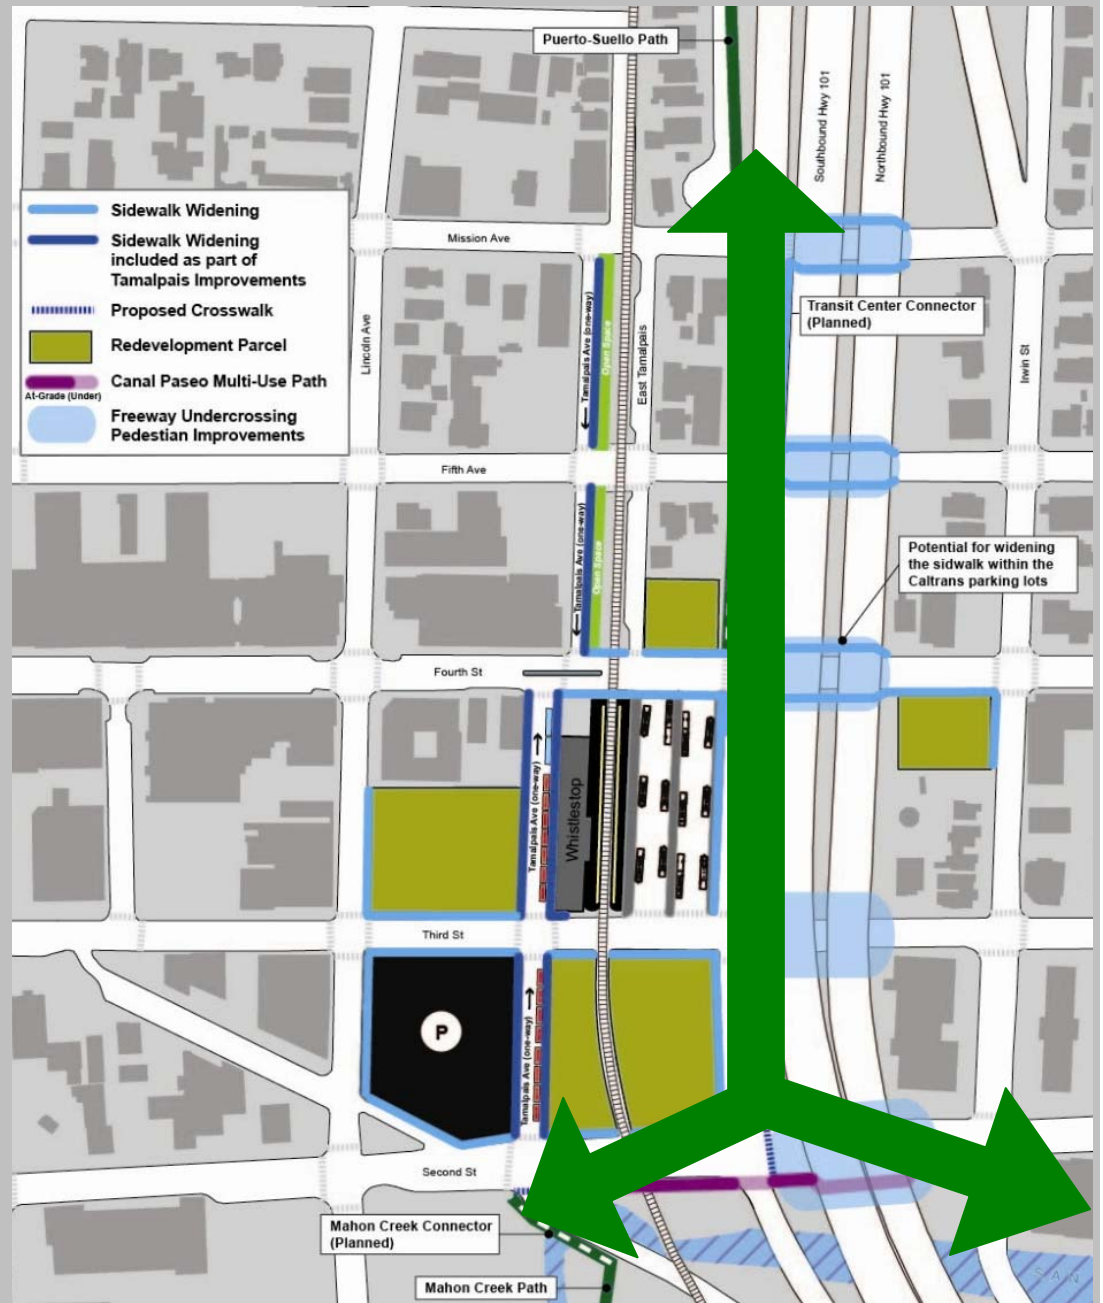 Puerto-Suello Path
Southbound Hwy 101
Northbound Hwy 101
Sidewalk Widening
Sidewalk Widening
included as part of
Tamalpais Improvements
Proposed Crosswalk
Redevelopment Parcel
Canal Paseo Multi-Use Path
At-Grade (Under)
Freeway Undercrossing
Pedestian Improvements
Mission Ave
Transit Center Connector
(Planned)
Lincoln Ave
Tamalpais Ave (one-way)
Open Space
East Tamalpais
Irwin St
Fifth Ave
Tamalpais Ave (one-way)
Open Space
Potential for widening
the sidwalk within the
Caltrans parking lots
Fourth St
Tamalpais Ave (one-way)
Whistlestop
Third St
P
Tamalpais Ave (one-way)
Second St
Mahon Creek Connector
(Planned)
Mahon Creek Path
SAN